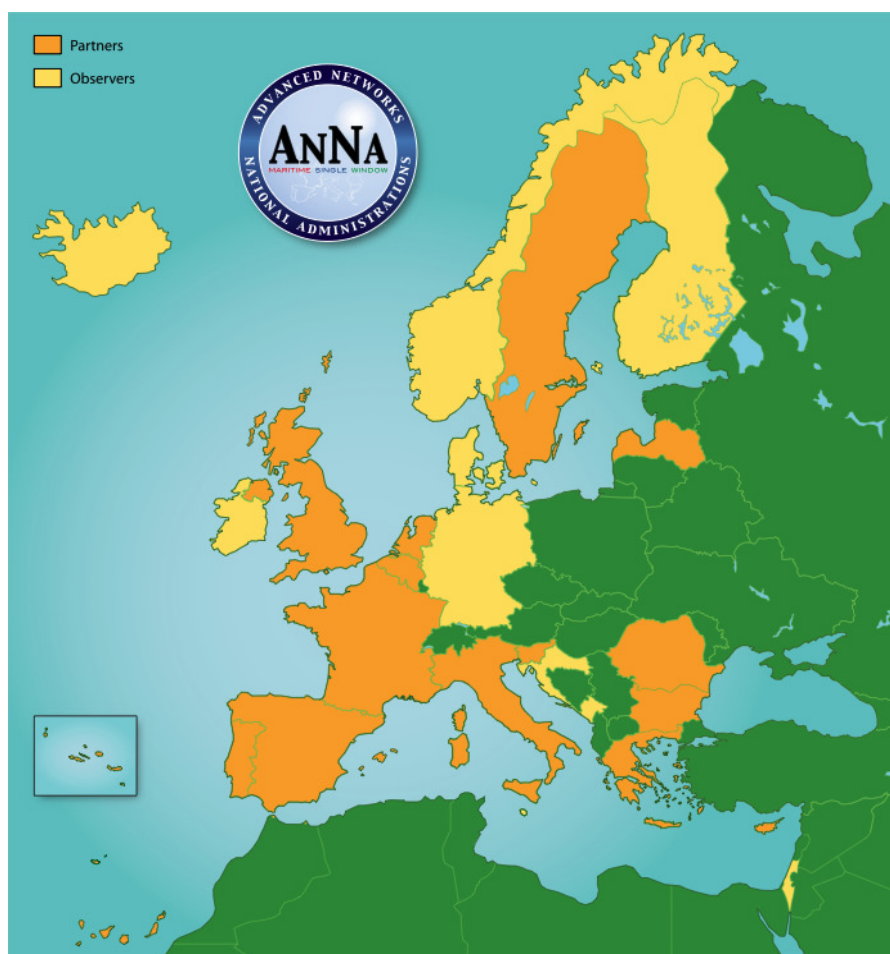 Partners
Observers
ADVANCED NETWORKS
ANNA
MARITIME SINGLE WINDOW
NATIONAL ADMINISTRATIONS